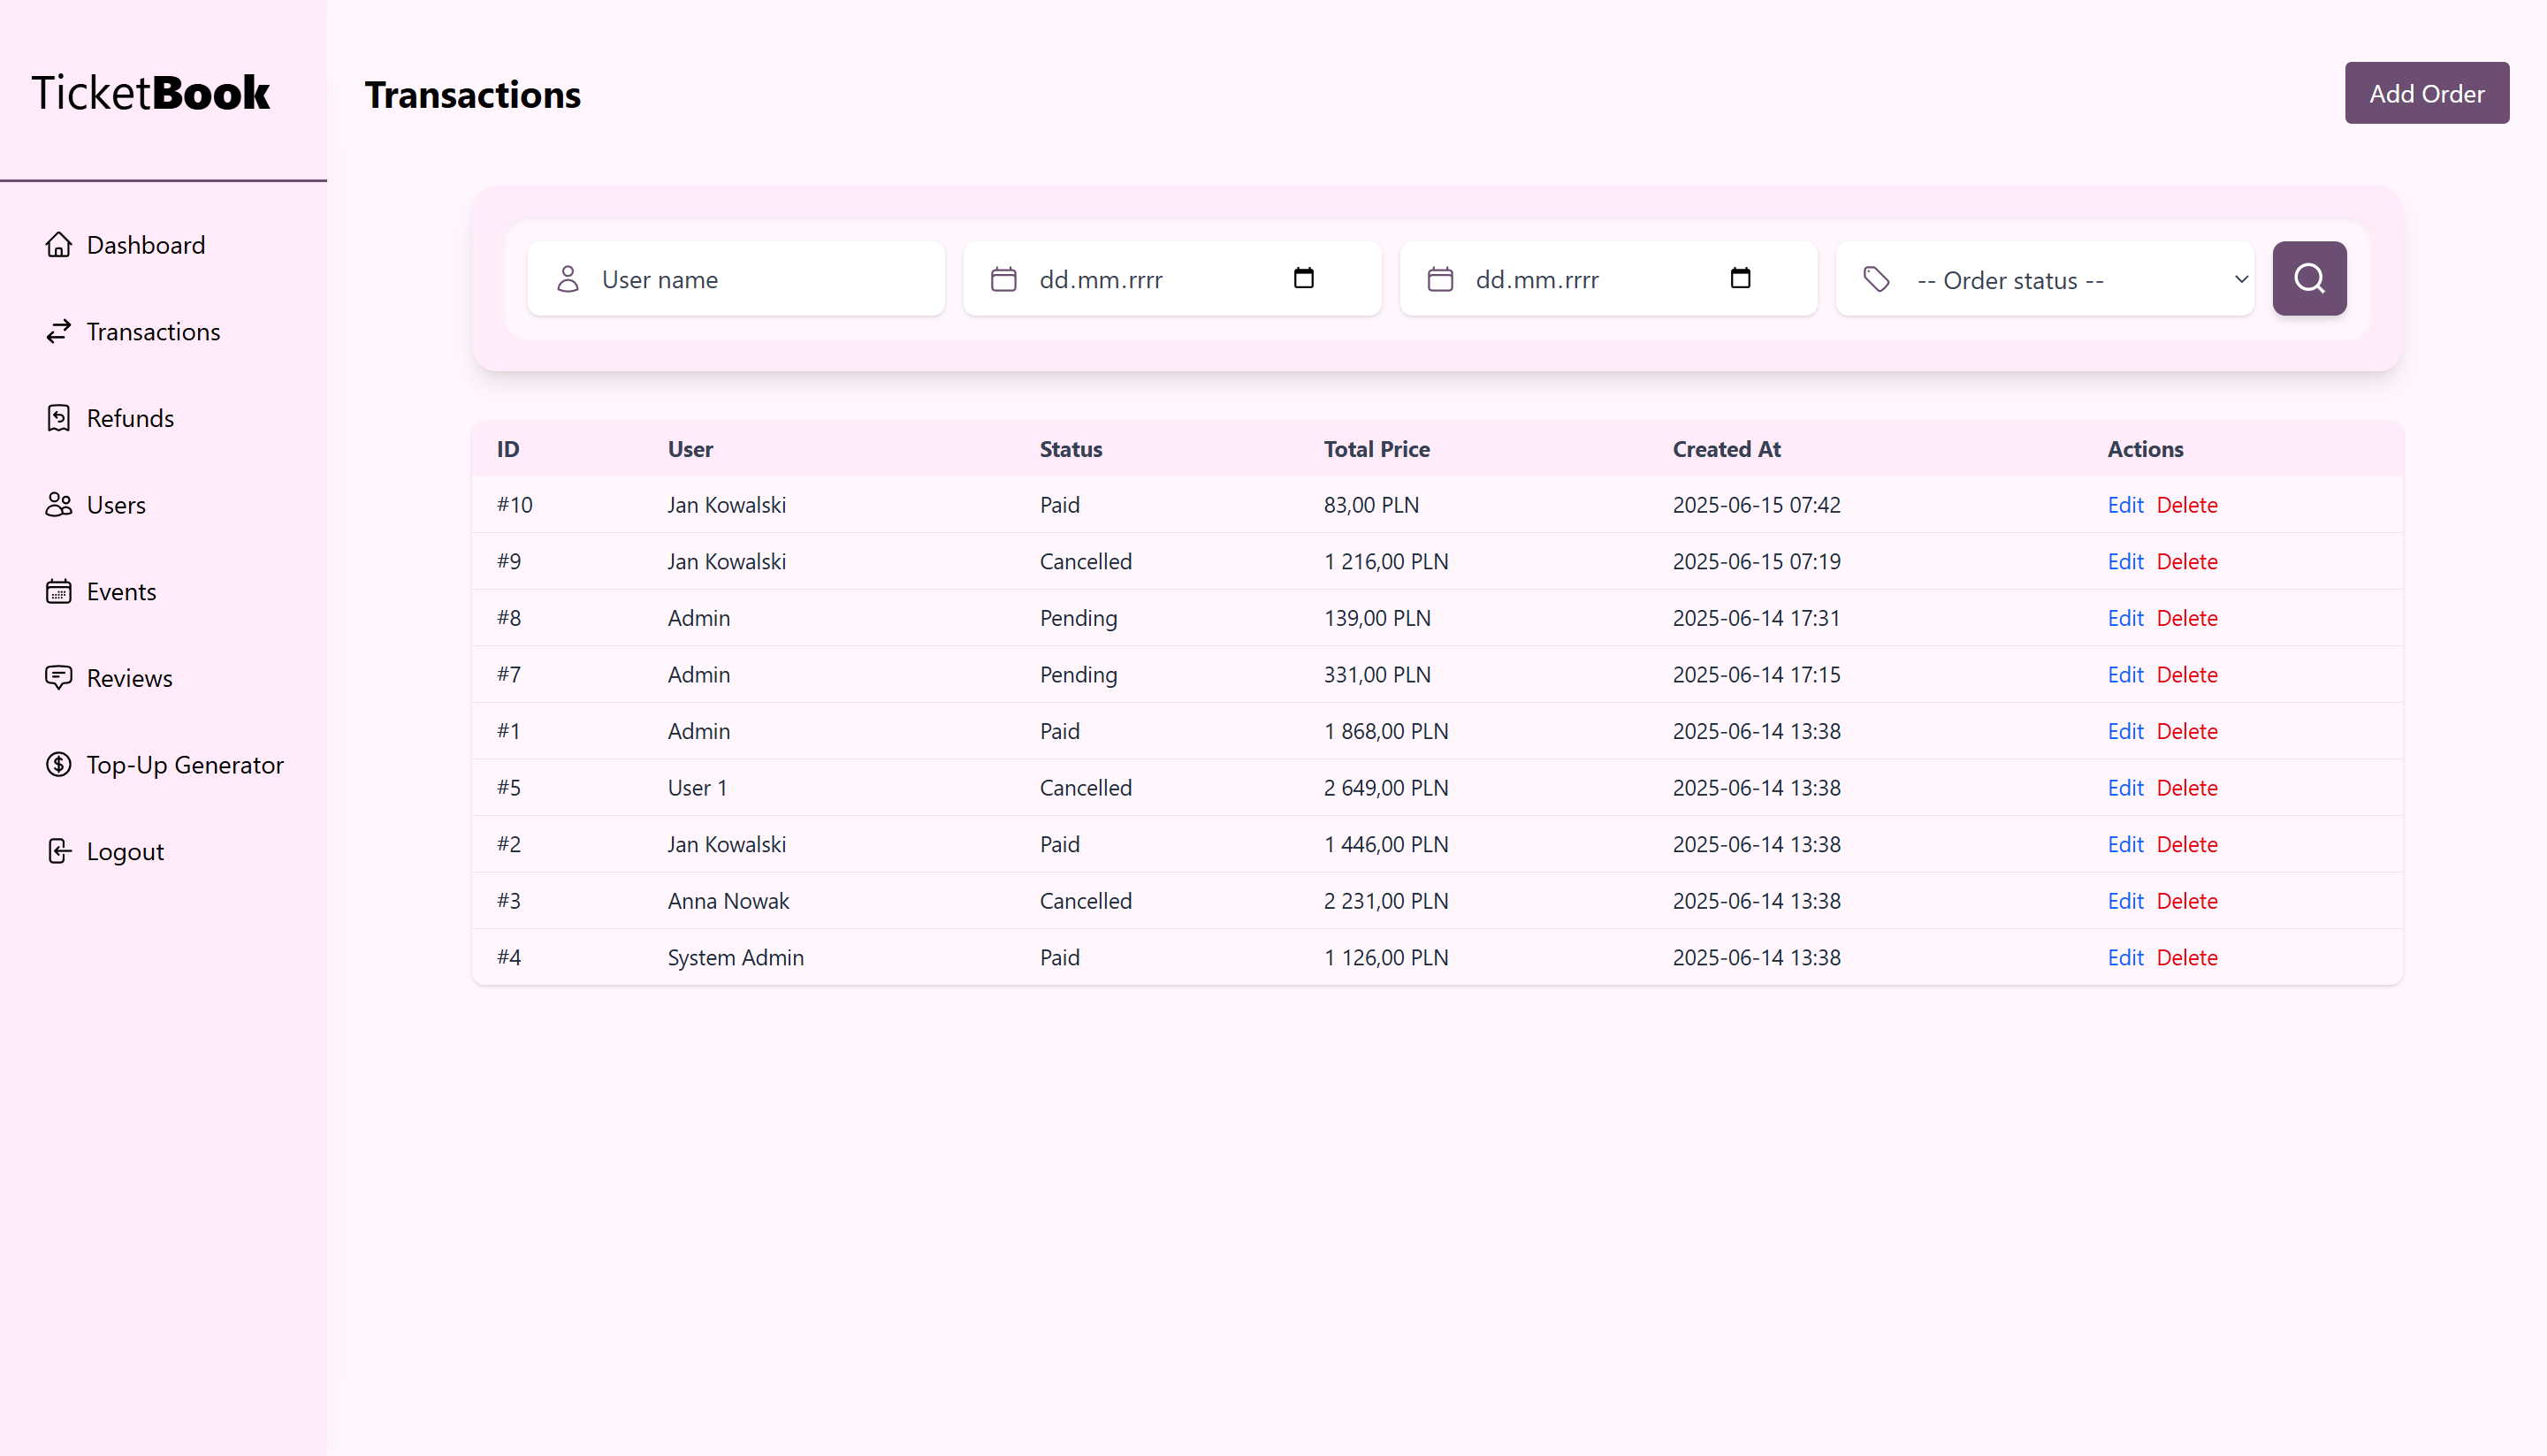 TicketBook
Dashboard
Transactions
Refunds
Users
Events
Reviews
Top-Up Generator
Logout
Transactions
Add Order
User name
dd.mm.rrrr
dd.mm.rrrr
-- Order status --
ID User Status Total Price Created At Actions
#10 Jan Kowalski Paid 83,00 PLN 2025-06-15 07:42 Edit Delete
#9 Jan Kowalski Cancelled 1 216,00 PLN 2025-06-15 07:19 Edit Delete
#8 Admin Pending 139,00 PLN 2025-06-14 17:31 Edit Delete
#7 Admin Pending 331,00 PLN 2025-06-14 17:15 Edit Delete
#1 Admin Paid 1 868,00 PLN 2025-06-14 13:38 Edit Delete
#5 User 1 Cancelled 2 649,00 PLN 2025-06-14 13:38 Edit Delete
#2 Jan Kowalski Paid 1 446,00 PLN 2025-06-14 13:38 Edit Delete
#3 Anna Nowak Cancelled 2 231,00 PLN 2025-06-14 13:38 Edit Delete
#4 System Admin Paid 1 126,00 PLN 2025-06-14 13:38 Edit Delete